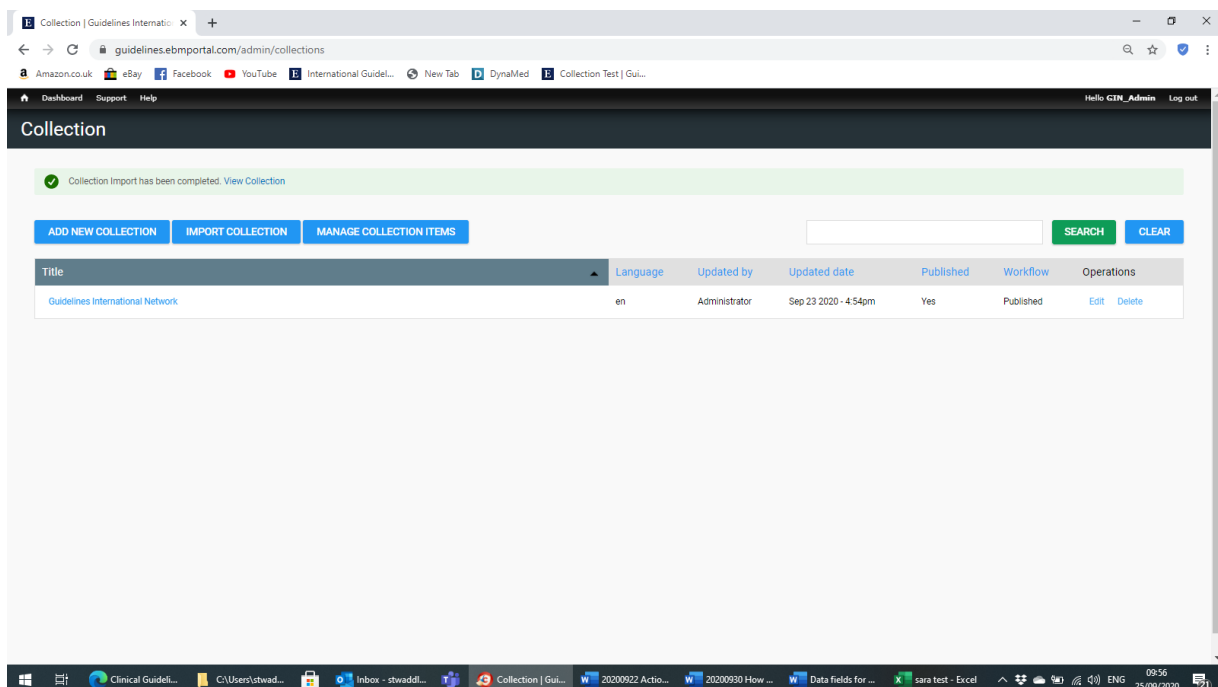 E Collection | Guidelines Internatio × +
guidelines.ebmportal.com/admin/collections
a Amazon.co.uk eBay Facebook YouTube E International Guidel... New Tab D DynaMed E Collection Test | Gui...
Dashboard Support Help Hello GIN_Admin Log out
Collection
Collection Import has been completed. View Collection
ADD NEW COLLECTION IMPORT COLLECTION MANAGE COLLECTION ITEMS SEARCH CLEAR
Title Language Updated by Updated date Published Workflow Operations
Guidelines International Network en Administrator Sep 23 2020 - 4:54pm Yes Published Edit Delete
Clinical Guideli... C:\Users\stwad... Inbox - stwaddl... Collection | Gui... 20200922 Actio... 20200930 How ... Data fields for ... sara test - Excel ENG 09:56
25/09/2020 21